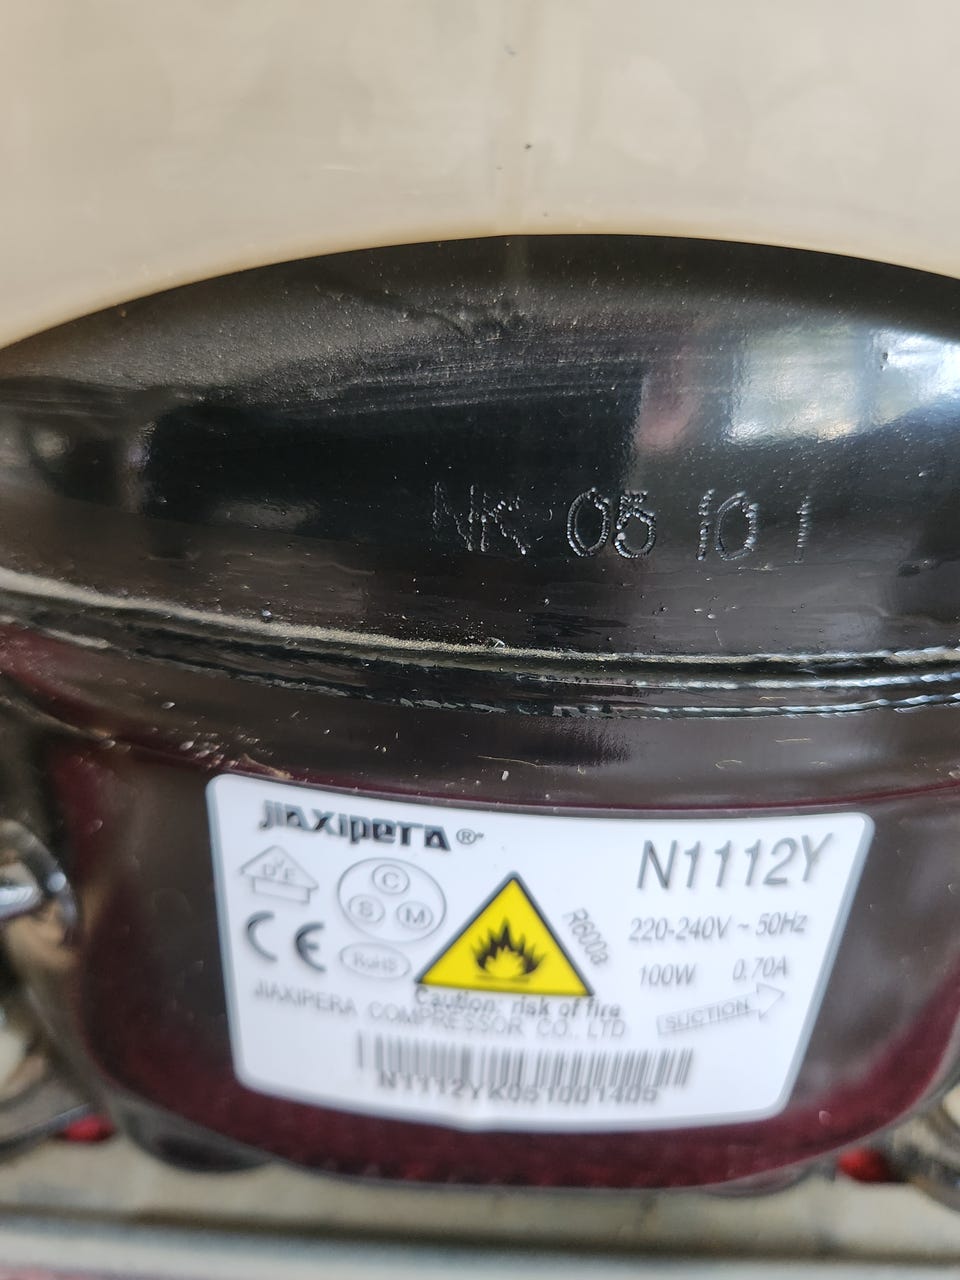 NK 05 10 1
JIAXIPERA ®
N1112Y
D V E
C
S M
CE
RoHS
R600a
220-240V ~ 50Hz
100W 0.70A
Caution: risk of fire
JIAXIPERA COMPRESSOR CO., LTD
SUCTION
N1112YK051001405